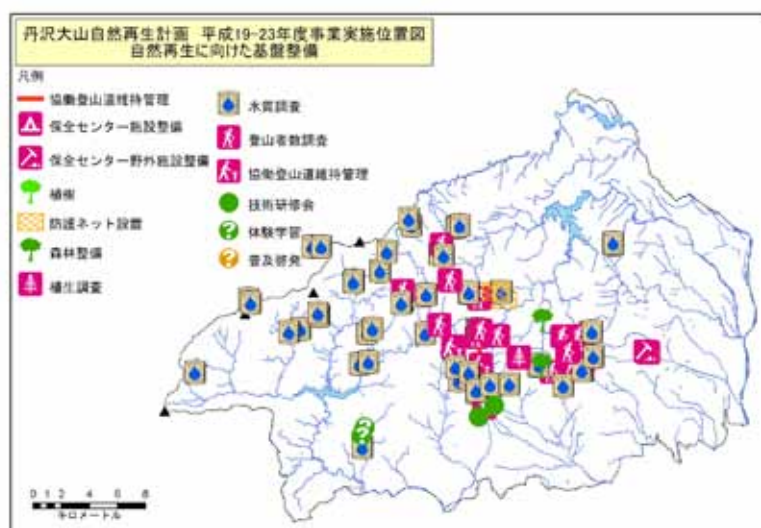 丹沢大山自然再生計画 平成19-23年度事業実施位置図
自然再生に向けた基盤整備
凡例
協働登山道維持管理
保全センター施設整備
保全センター野外施設整備
植樹
防護ネット設置
森林整備
植生調査
水質調査
登山者数調査
協働登山道維持管理
技術研修会
体験学習
普及啓発
0 1 2 4 6 8
キロメートル